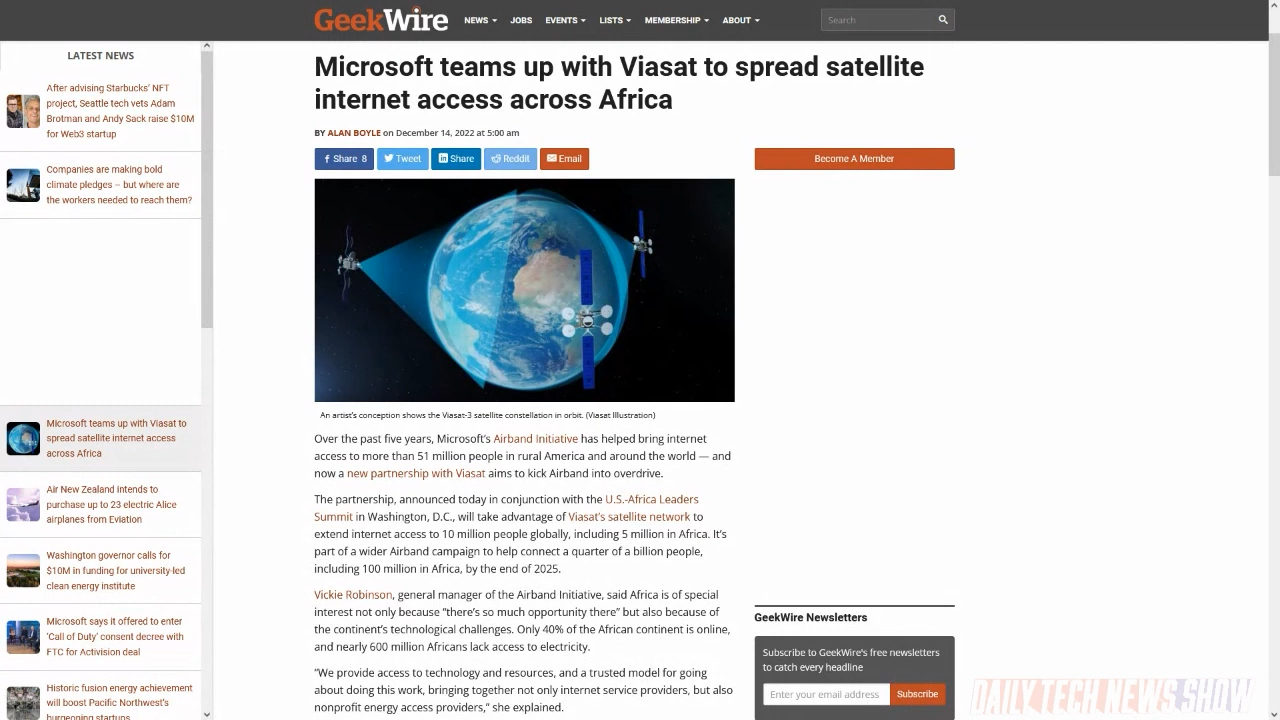 GeekWire
NEWS
JOBS
EVENTS
LISTS
MEMBERSHIP
ABOUT
Search
LATEST NEWS
After advising Starbucks’ NFT
project, Seattle tech vets Adam
Brotman and Andy Sack raise $10M
for Web3 startup
Companies are making bold
climate pledges – but where are
the workers needed to reach them?
Microsoft teams up with Viasat to
spread satellite internet access
across Africa
Air New Zealand intends to
purchase up to 23 electric Alice
airplanes from Eviation
Washington governor calls for
$10M in funding for university-led
clean energy institute
Microsoft says it offered to enter
‘Call of Duty’ consent decree with
FTC for Activision deal
Historic fusion energy achievement
will boost Pacific Northwest’s
burgeoning startups
Microsoft teams up with Viasat to spread satellite
internet access across Africa
BY ALAN BOYLE on December 14, 2022 at 5:00 am
Share 8
Tweet
Share
Reddit
Email
Become A Member
An artist’s conception shows the Viasat-3 satellite constellation in orbit. (Viasat Illustration)
Over the past five years, Microsoft’s Airband Initiative has helped bring internet
access to more than 51 million people in rural America and around the world — and
now a new partnership with Viasat aims to kick Airband into overdrive.
The partnership, announced today in conjunction with the U.S.-Africa Leaders
Summit in Washington, D.C., will take advantage of Viasat’s satellite network to
extend internet access to 10 million people globally, including 5 million in Africa. It’s
part of a wider Airband campaign to help connect a quarter of a billion people,
including 100 million in Africa, by the end of 2025.
Vickie Robinson, general manager of the Airband Initiative, said Africa is of special
interest not only because “there’s so much opportunity there” but also because of
the continent’s technological challenges. Only 40% of the African continent is online,
and nearly 600 million Africans lack access to electricity.
“We provide access to technology and resources, and a trusted model for going
about doing this work, bringing together not only internet service providers, but also
nonprofit energy access providers,” she explained.
GeekWire Newsletters
Subscribe to GeekWire's free newsletters
to catch every headline
Enter your email address
Subscribe
DAILY TECH NEWS SHOW